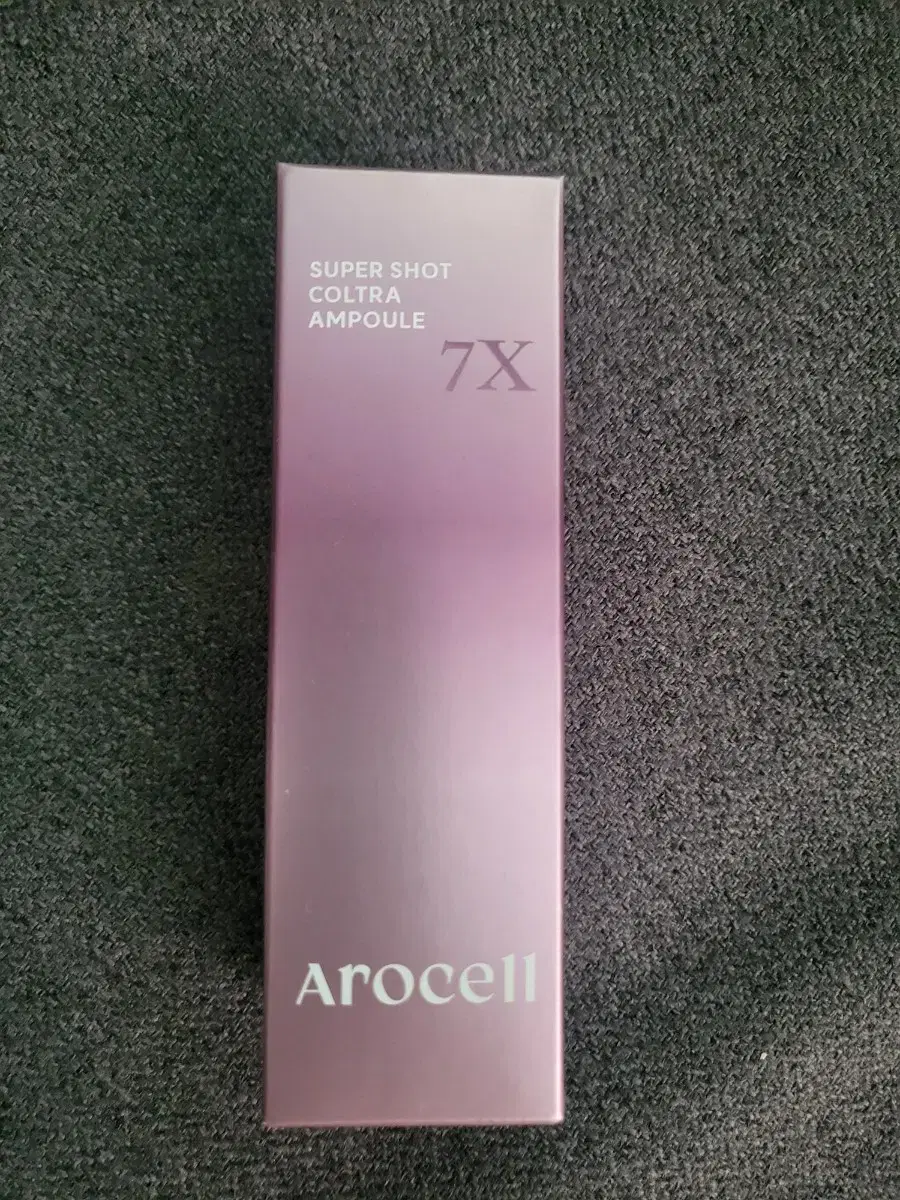 SUPER SHOT
COLTRA
AMPOULE
7X
Arocell